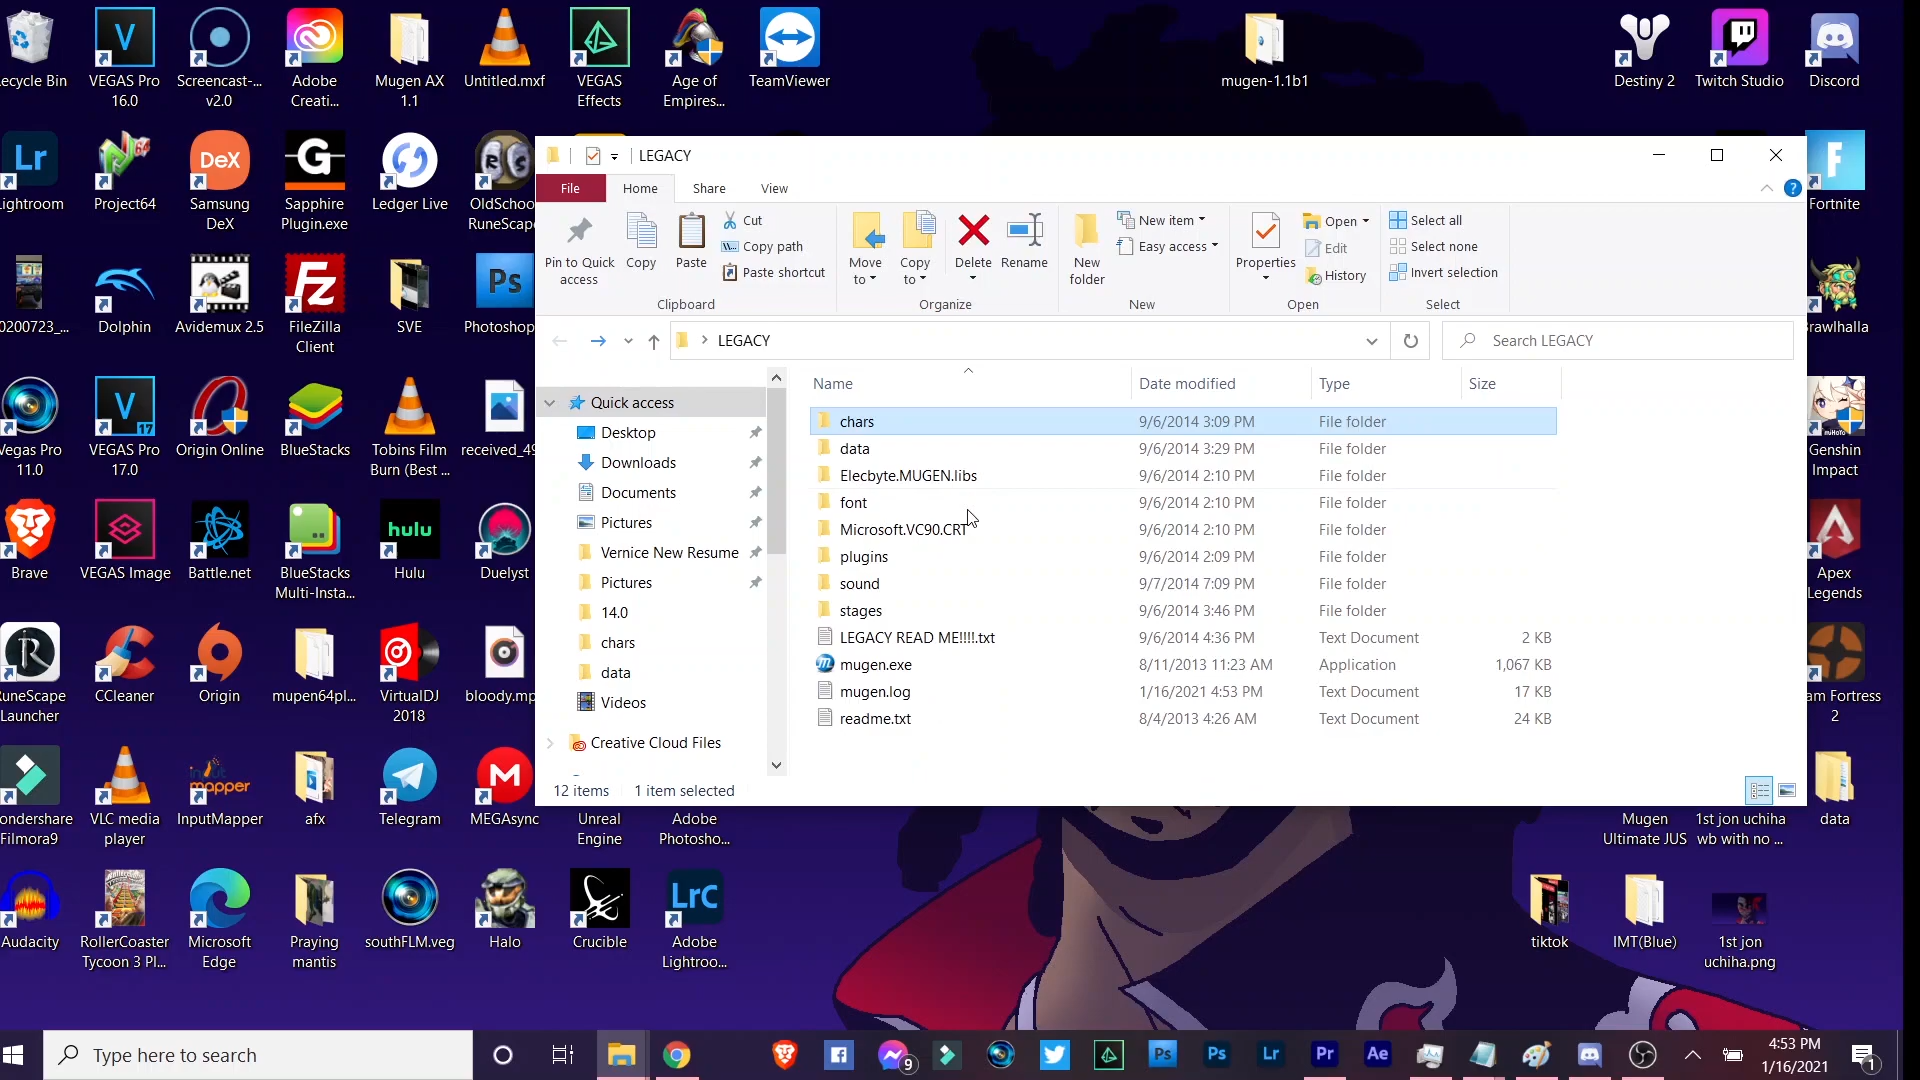 ecycle Bin
VEGAS Pro
16.0
Screencast-...
v2.0
Adobe
Creati...
Mugen AX
1.1
Untitled.mxf
VEGAS
Effects
Age of
Empires...
TeamViewer
mugen-1.1b1
Destiny 2
Twitch Studio
Discord
ightroom
Project64
Samsung
DeX
Sapphire
Plugin.exe
Ledger Live
OldSchoo
RuneScape
Fortnite
LEGACY
File
Home
Share
View
Pin to Quick
access
Copy
Paste
Cut
Copy path
Paste shortcut
Clipboard
Move
to
Copy
to
Delete
Rename
Organize
New
folder
New item
Easy access
New
Properties
Open
Edit
History
Open
Select all
Select none
Invert selection
Select
0200723_...
Dolphin
Avidemux 2.5
FileZilla
Client
SVE
Photoshop
rawlhalla
LEGACY
Search LEGACY
Name
Date modified
Type
Size
Quick access
Desktop
Downloads
Documents
Pictures
Vernice New Resume
Pictures
14.0
chars
data
Videos
Creative Cloud Files
chars 9/6/2014 3:09 PM File folder
data 9/6/2014 3:29 PM File folder
Elecbyte.MUGEN.libs 9/6/2014 2:10 PM File folder
font 9/6/2014 2:10 PM File folder
Microsoft.VC90.CRT 9/6/2014 2:10 PM File folder
plugins 9/6/2014 2:09 PM File folder
sound 9/7/2014 7:09 PM File folder
stages 9/6/2014 3:46 PM File folder
LEGACY READ ME!!!!.txt 9/6/2014 4:36 PM Text Document 2 KB
mugen.exe 8/11/2013 11:23 AM Application 1,067 KB
mugen.log 1/16/2021 4:53 PM Text Document 17 KB
readme.txt 8/4/2013 4:26 AM Text Document 24 KB
12 items
1 item selected
Vegas Pro
11.0
VEGAS Pro
17.0
Origin Online
BlueStacks
Tobins Film
Burn (Best ...
received_49
Genshin
Impact
Brave
VEGAS Image
Battle.net
BlueStacks
Multi-Insta...
Hulu
Duelyst
Apex
Legends
RuneScape
Launcher
CCleaner
Origin
mupen64pl...
VirtualDJ
2018
bloody.mp
am Fortress
2
ondershare
Filmora9
VLC media
player
InputMapper
afx
Telegram
MEGAsync
Unreal
Engine
Adobe
Photosho...
Mugen
Ultimate JUS
1st jon uchiha
wb with no ...
data
Audacity
RollerCoaster
Tycoon 3 Pl...
Microsoft
Edge
Praying
mantis
southFLM.veg
Halo
Crucible
Adobe
Lightroo...
tiktok
IMT(Blue)
1st jon
uchiha.png
Type here to search
9
4:53 PM
1/16/2021
1